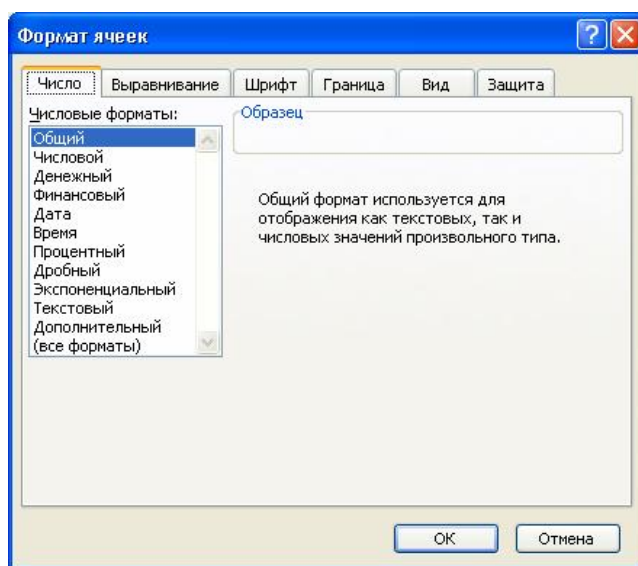 Формат ячеек
Число Выравнивание Шрифт Граница Вид Защита
Числовые форматы:
Образец
Общий
Числовой
Денежный
Финансовый
Дата
Время
Процентный
Дробный
Экспоненциальный
Текстовый
Дополнительный
(все форматы)
Общий формат используется для
отображения как текстовых, так и
числовых значений произвольного типа.
ОК Отмена